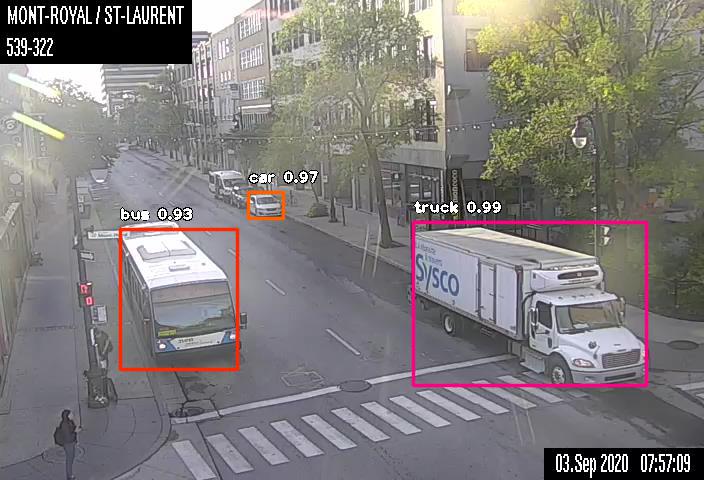 MONT-ROYAL / ST-LAURENT
539-322
car 0.97
bus 0.93
truck 0.99
Sysco
03.Sep 2020 07:57:09